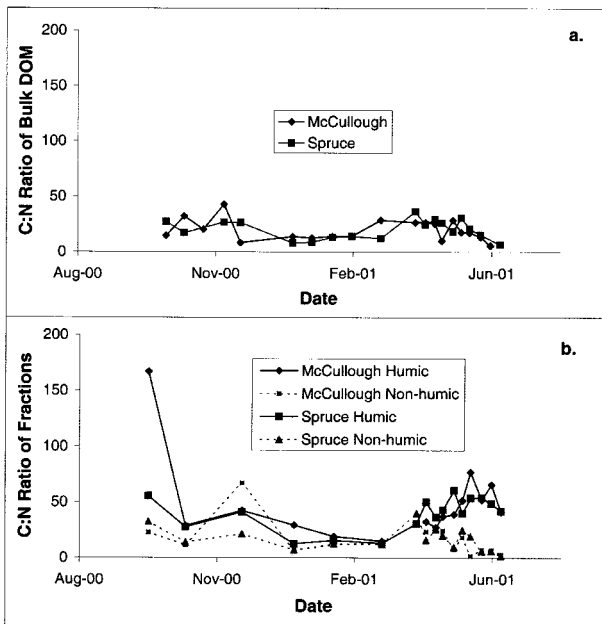 a.
C:N Ratio of Bulk DOM
200
150
100
50
0
McCullough
Spruce
Aug-00
Nov-00
Feb-01
Jun-01
Date
b.
C:N Ratio of Fractions
200
150
100
50
0
McCullough Humic
McCullough Non-humic
Spruce Humic
Spruce Non-humic
Aug-00
Nov-00
Feb-01
Jun-01
Date